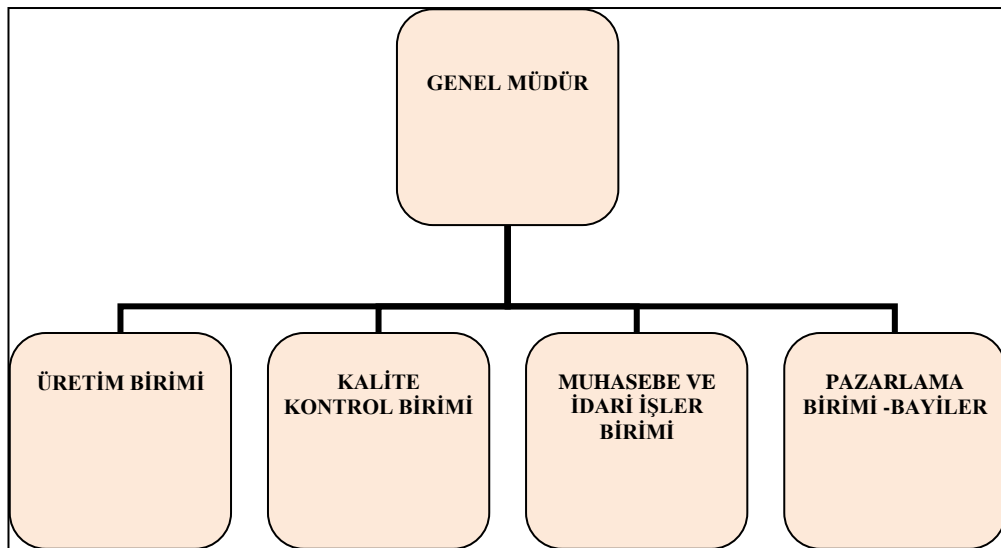 GENEL MÜDÜR
ÜRETİM BİRİMİ
KALİTE
KONTROL BİRİMİ
MUHASEBE VE
İDARİ İŞLER
BİRİMİ
PAZARLAMA
BİRİMİ -BAYİLER